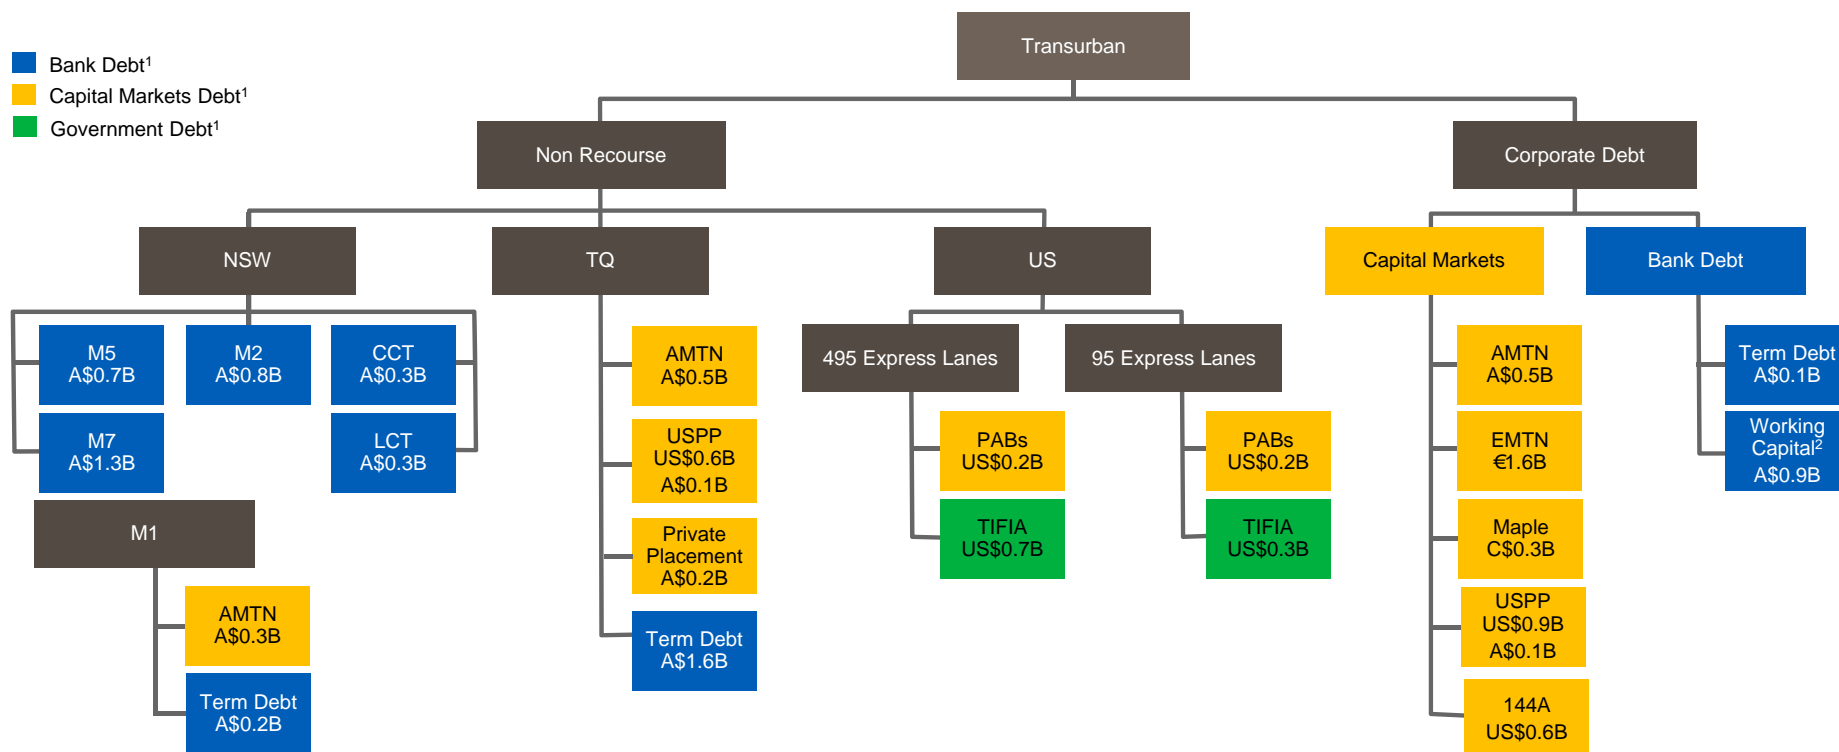 Transurban
Bank Debt¹
Capital Markets Debt¹
Government Debt¹
Non Recourse
Corporate Debt
NSW
TQ
US
Capital Markets
Bank Debt
M5
A$0.7B
M2
A$0.8B
CCT
A$0.3B
M7
A$1.3B
LCT
A$0.3B
M1
AMTN
A$0.3B
Term Debt
A$0.2B
AMTN
A$0.5B
USPP
US$0.6B
A$0.1B
Private
Placement
A$0.2B
Term Debt
A$1.6B
495 Express Lanes
95 Express Lanes
PABs
US$0.2B
TIFIA
US$0.7B
PABs
US$0.2B
TIFIA
US$0.3B
AMTN
A$0.5B
EMTN
€1.6B
Maple
C$0.3B
USPP
US$0.9B
A$0.1B
144A
US$0.6B
Term Debt
A$0.1B
Working
Capital²
A$0.9B